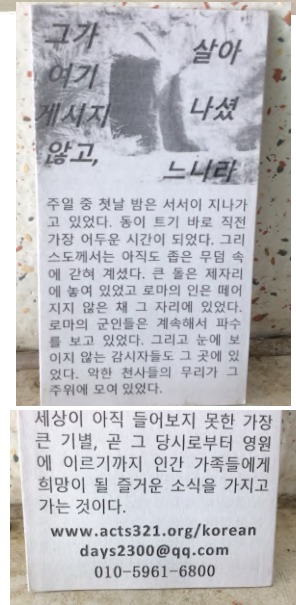 그가
여기
계시지
않고,
살아
나셨
느니라
주일 중 첫날 밤은 서서이 지나가
고 있었다. 동이 트기 바로 직전
가장 어두운 시간이 되었다. 그리
스도께서는 아직도 좁은 무덤 속
에 갇혀 계셨다. 큰 돌은 제자리
에 놓여 있었고 로마의 인은 떼어
지지 않은 채 그 자리에 있었다.
로마의 군인들은 계속해서 파수
를 보고 있었다. 그리고 눈에 보
이지 않는 감시자들도 그 곳에 있
었다. 악한 천사들의 무리가 그
주위에 모여 있었다.
세상이 아직 들어보지 못한 가장
큰 기별, 곧 그 당시로부터 영원
에 이르기까지 인간 가족들에게
희망이 될 즐거운 소식을 가지고
가는 것이다.
www.acts321.org/korean
days2300@qq.com
010-5961-6800